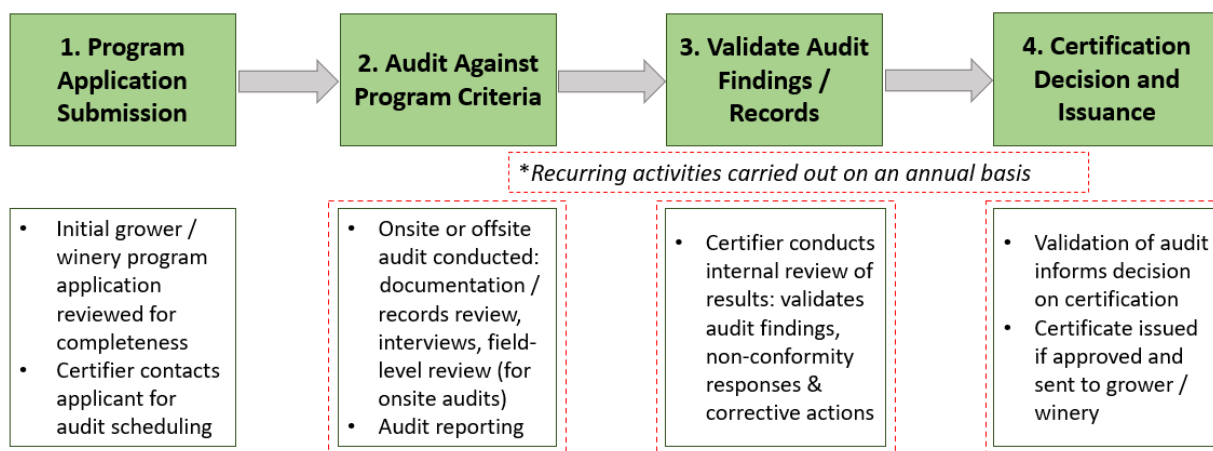 1. Program
Application
Submission
2. Audit Against
Program Criteria
3. Validate Audit
Findings /
Records
4. Certification
Decision and
Issuance
*Recurring activities carried out on an annual basis
• Initial grower /
winery program
application
reviewed for
completeness
• Certifier contacts
applicant for
audit scheduling
• Onsite or offsite
audit conducted:
documentation /
records review,
interviews, field-
level review (for
onsite audits)
• Audit reporting
• Certifier conducts
internal review of
results: validates
audit findings,
non-conformity
responses &
corrective actions
• Validation of audit
informs decision
on certification
• Certificate issued
if approved and
sent to grower /
winery